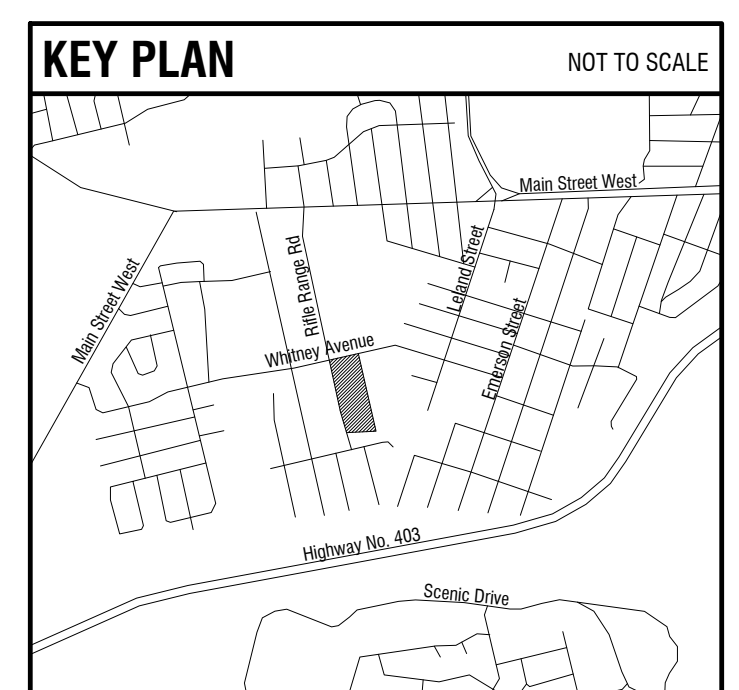 KEY PLAN
NOT TO SCALE
Main Street West
Main Street West
Rifle Range Rd
Leland Street
Emerson Street
Whitney Avenue
Highway No. 403
Scenic Drive